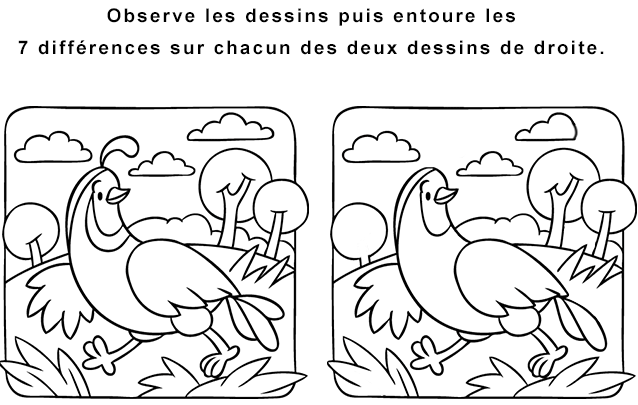 Observe les dessins puis entoure les
7 différences sur chacun des deux dessins de droite.